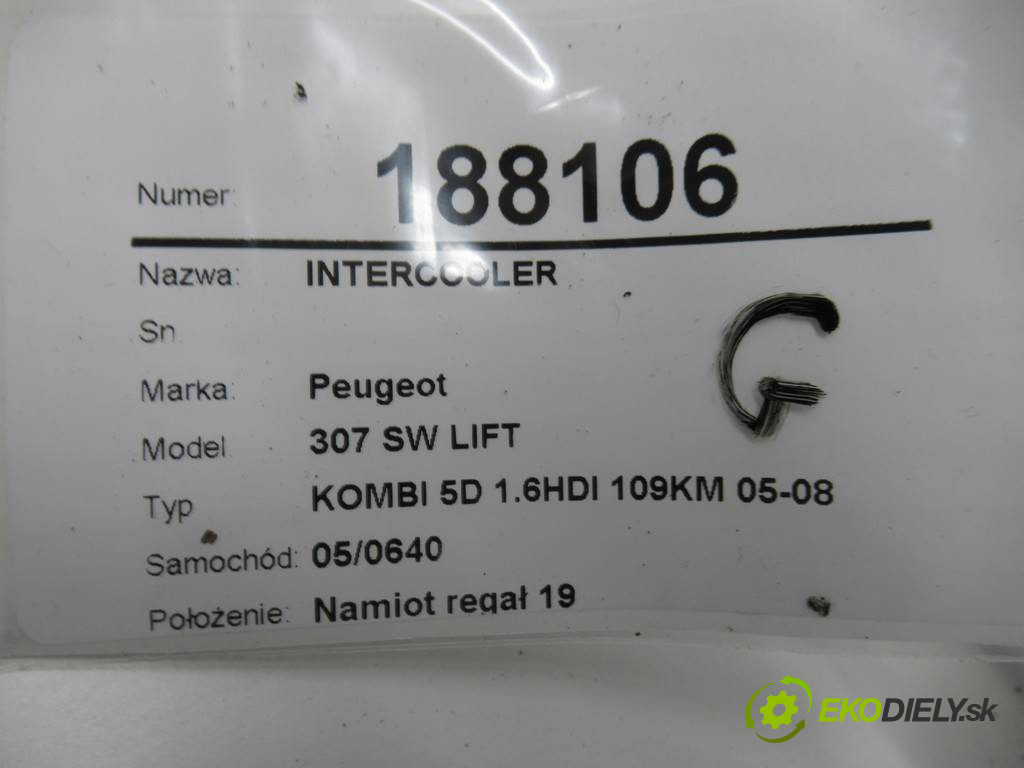 Numer: 188106
Nazwa: INTERCOOLER
Sn
Marka: Peugeot
G
Model 307 SW LIFT
Typ KOMBI 5D 1.6HDI 109KM 05-08
Samochód: 05/0640
Położenie: Namiot regał 19
EKODIELY.sk